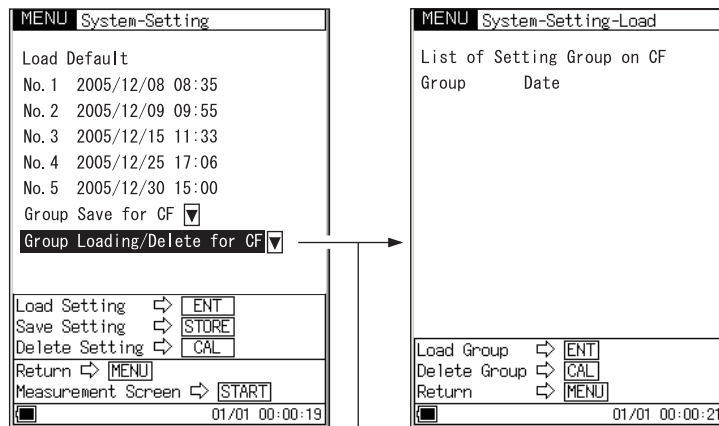 MENU System-Setting
Load Default
No. 1 2005/12/08 08:35
No. 2 2005/12/09 09:55
No. 3 2005/12/15 11:33
No. 4 2005/12/25 17:06
No. 5 2005/12/30 15:00
Group Save for CF ▼
Group Loading/Delete for CF ▼
Load Setting ⇨ ENT
Save Setting ⇨ STORE
Delete Setting ⇨ CAL
Return ⇨ MENU
Measurement Screen ⇨ START
01/01 00:00:19
MENU System-Setting-Load
List of Setting Group on CF
Group Date
Load Group ⇨ ENT
Delete Group ⇨ CAL
Return ⇨ MENU
01/01 00:00:21